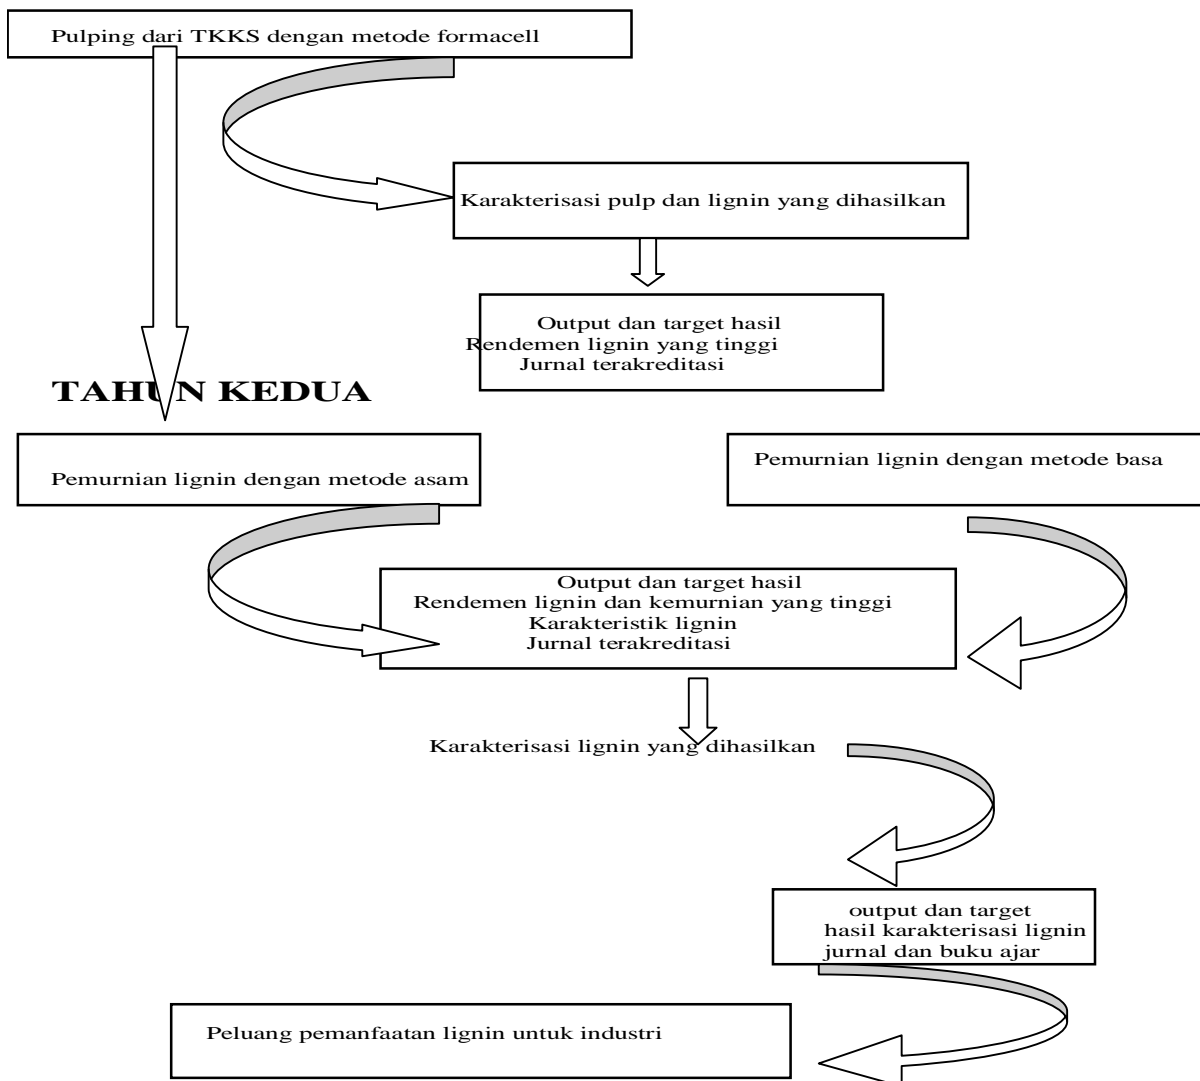 Pulping dari TKKS dengan metode formacell
Karakterisasi pulp dan lignin yang dihasilkan
Output dan target hasil
Rendemen lignin yang tinggi
Jurnal terakreditasi
TAHUN KEDUA
Pemurnian lignin dengan metode asam
Pemurnian lignin dengan metode basa
Output dan target hasil
Rendemen lignin dan kemurnian yang tinggi
Karakteristik lignin
Jurnal terakreditasi
Karakterisasi lignin yang dihasilkan
output dan target
hasil karakterisasi lignin
jurnal dan buku ajar
Peluang pemanfaatan lignin untuk industri